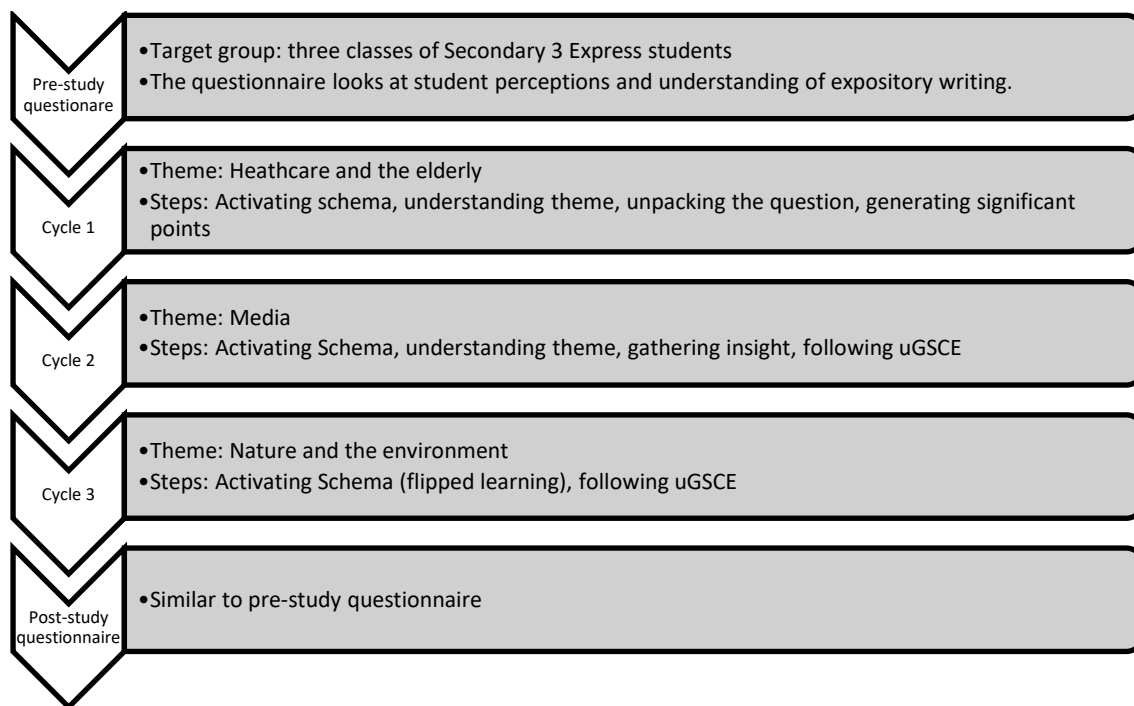 Pre-study
questionare
•Target group: three classes of Secondary 3 Express students
•The questionnaire looks at student perceptions and understanding of expository writing.
Cycle 1
•Theme: Heathcare and the elderly
•Steps: Activating schema, understanding theme, unpacking the question, generating significant
points
Cycle 2
•Theme: Media
•Steps: Activating Schema, understanding theme, gathering insight, following uGSCE
Cycle 3
•Theme: Nature and the environment
•Steps: Activating Schema (flipped learning), following uGSCE
Post-study
questionnaire
•Similar to pre-study questionnaire